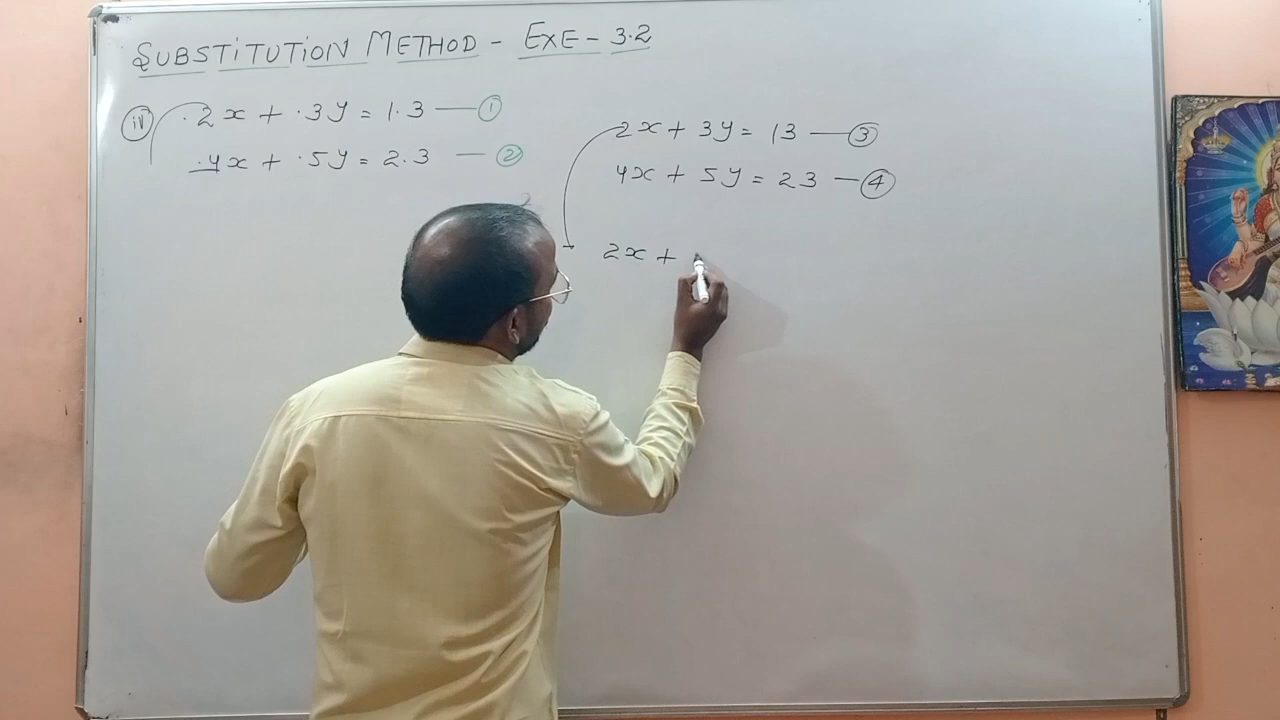 SUBSTITUTION METHOD - EXE - 3.2
iv) .2x + .3y = 1.3 — ①
.4x + .5y = 2.3 — ②
2x + 3y = 13 — ③
4x + 5y = 23 — ④
2x +